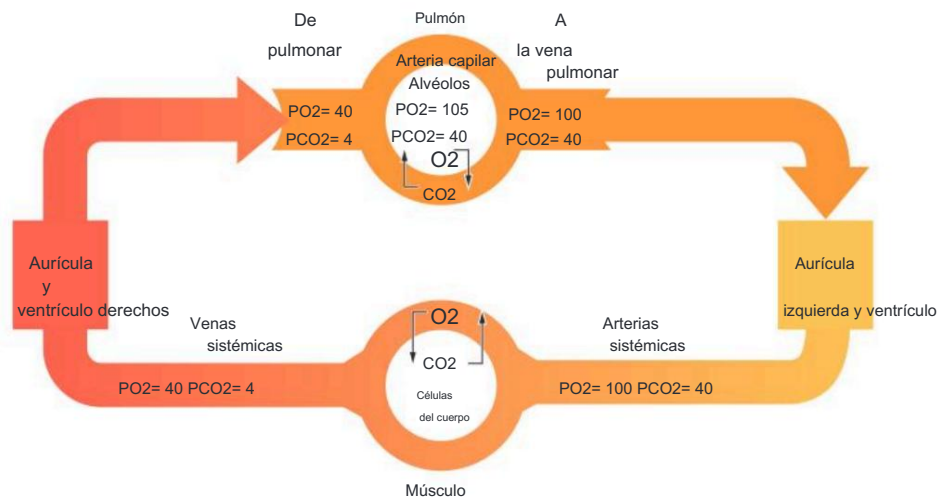 De
pulmonar
Pulmón
A
la vena
pulmonar
Arteria capilar
Alvéolos
PO2= 40
PO2= 105
PO2= 100
PCO2= 4
PCO2= 40
PCO2= 40
O2
CO2
Aurícula
y
ventrículo derechos
Aurícula
izquierda y ventrículo
Venas
sistémicas
O2
CO2
Arterias
sistémicas
PO2= 40 PCO2= 4
Células
del cuerpo
PO2= 100 PCO2= 40
Músculo